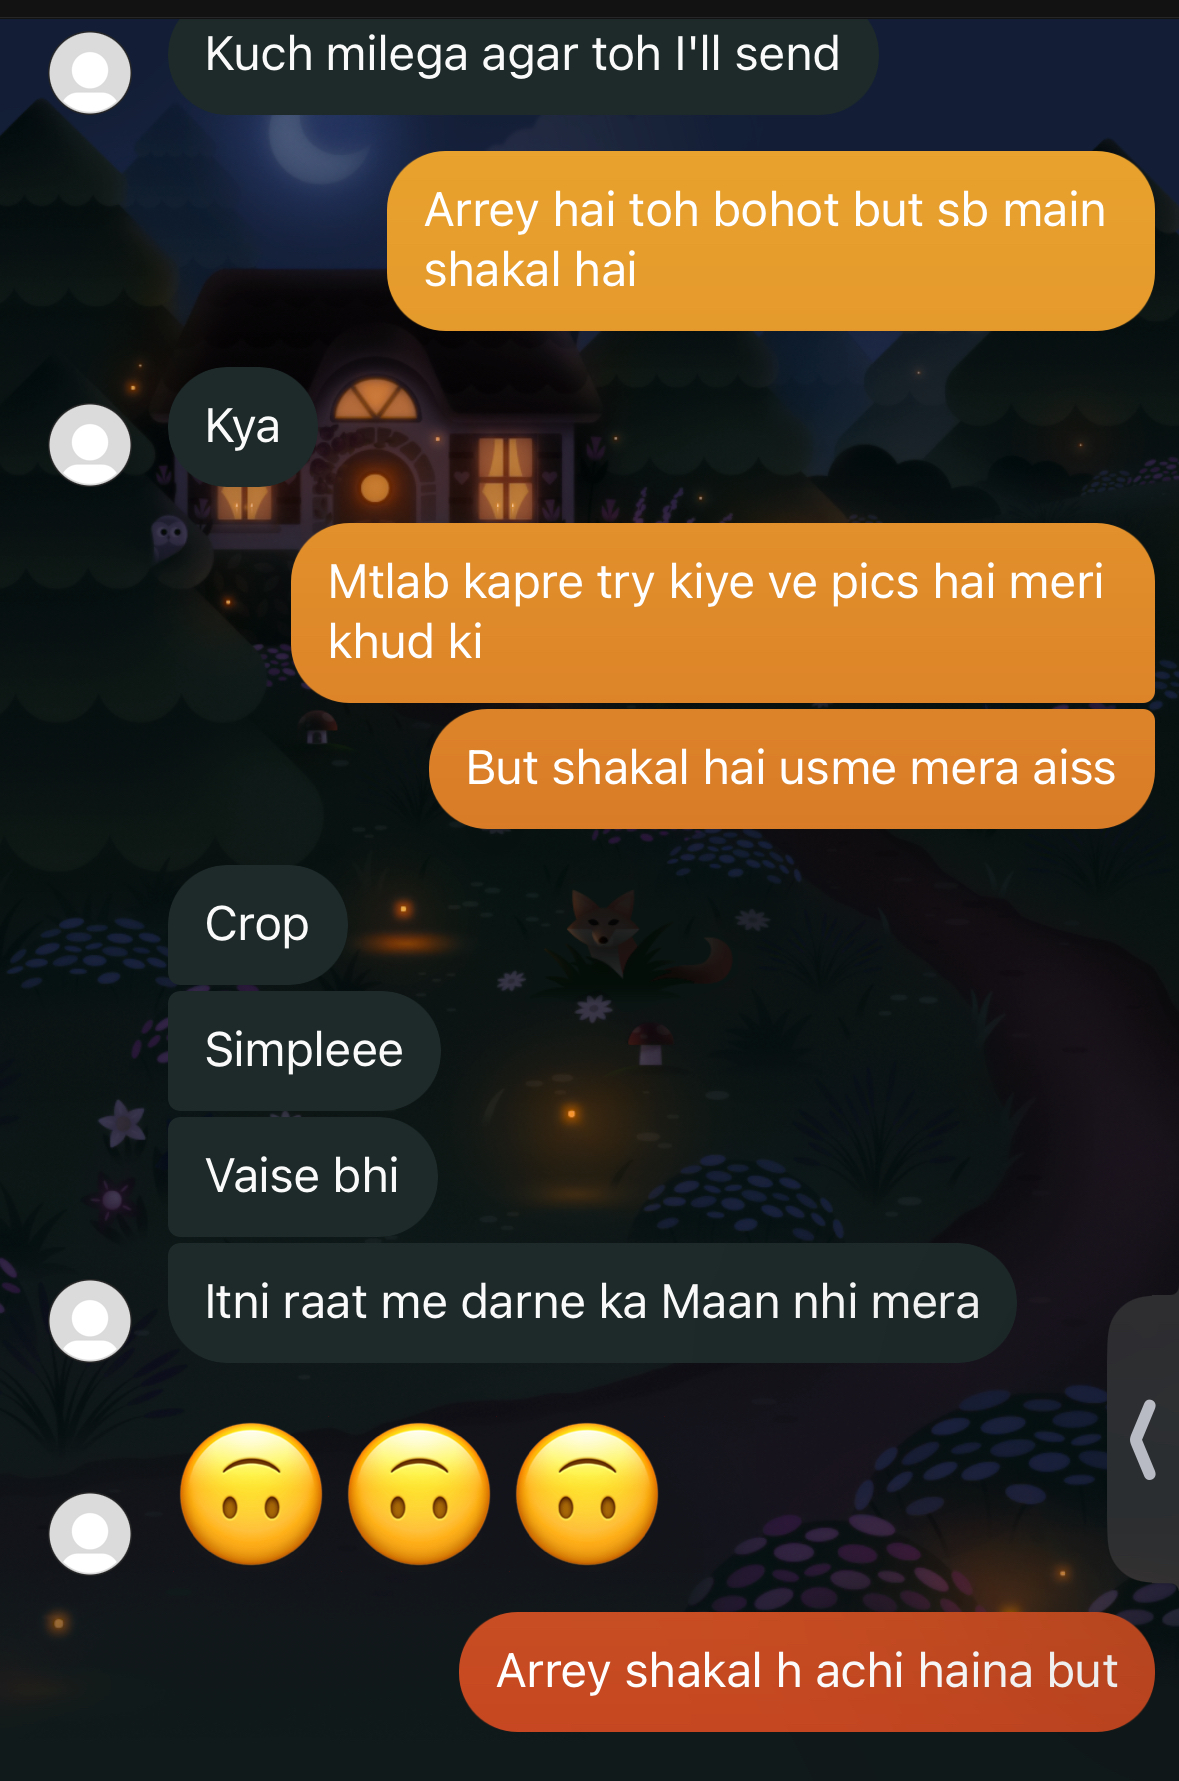 Kuch milega agar toh I'll send
Arrey hai toh bohot but sb main
shakal hai
Kya
Mtlab kapre try kiye ve pics hai meri
khud ki
But shakal hai usme mera aiss
Crop
Simpleee
Vaise bhi
Itni raat me darne ka Maan nhi mera
🙃🙃🙃
Arrey shakal h achi haina but